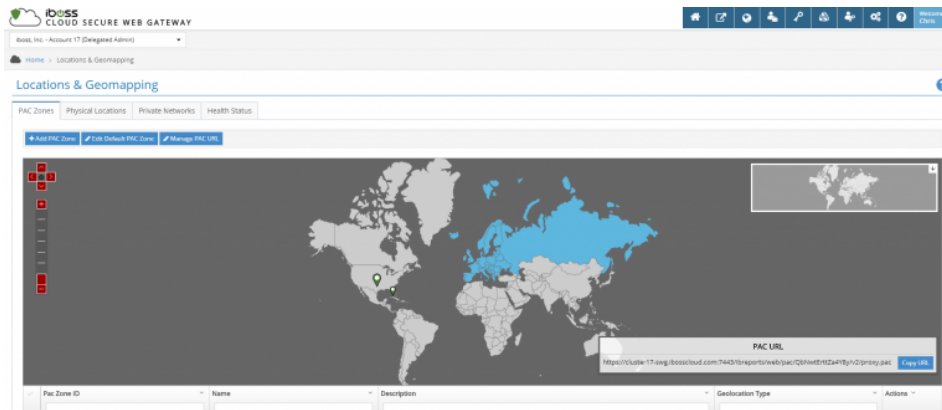 iboss
CLOUD SECURE WEB GATEWAY
Welcome
Chris
iboss, Inc. - Account 17 (Delegated Admin)
Home > Locations & Geomapping
Locations & Geomapping
PAC Zones Physical Locations Private Networks Health Status
+ Add PAC Zone Edit Default PAC Zone Manage PAC URL
PAC URL
Copy URL
Pac Zone ID Name Description Geolocation Type Actions